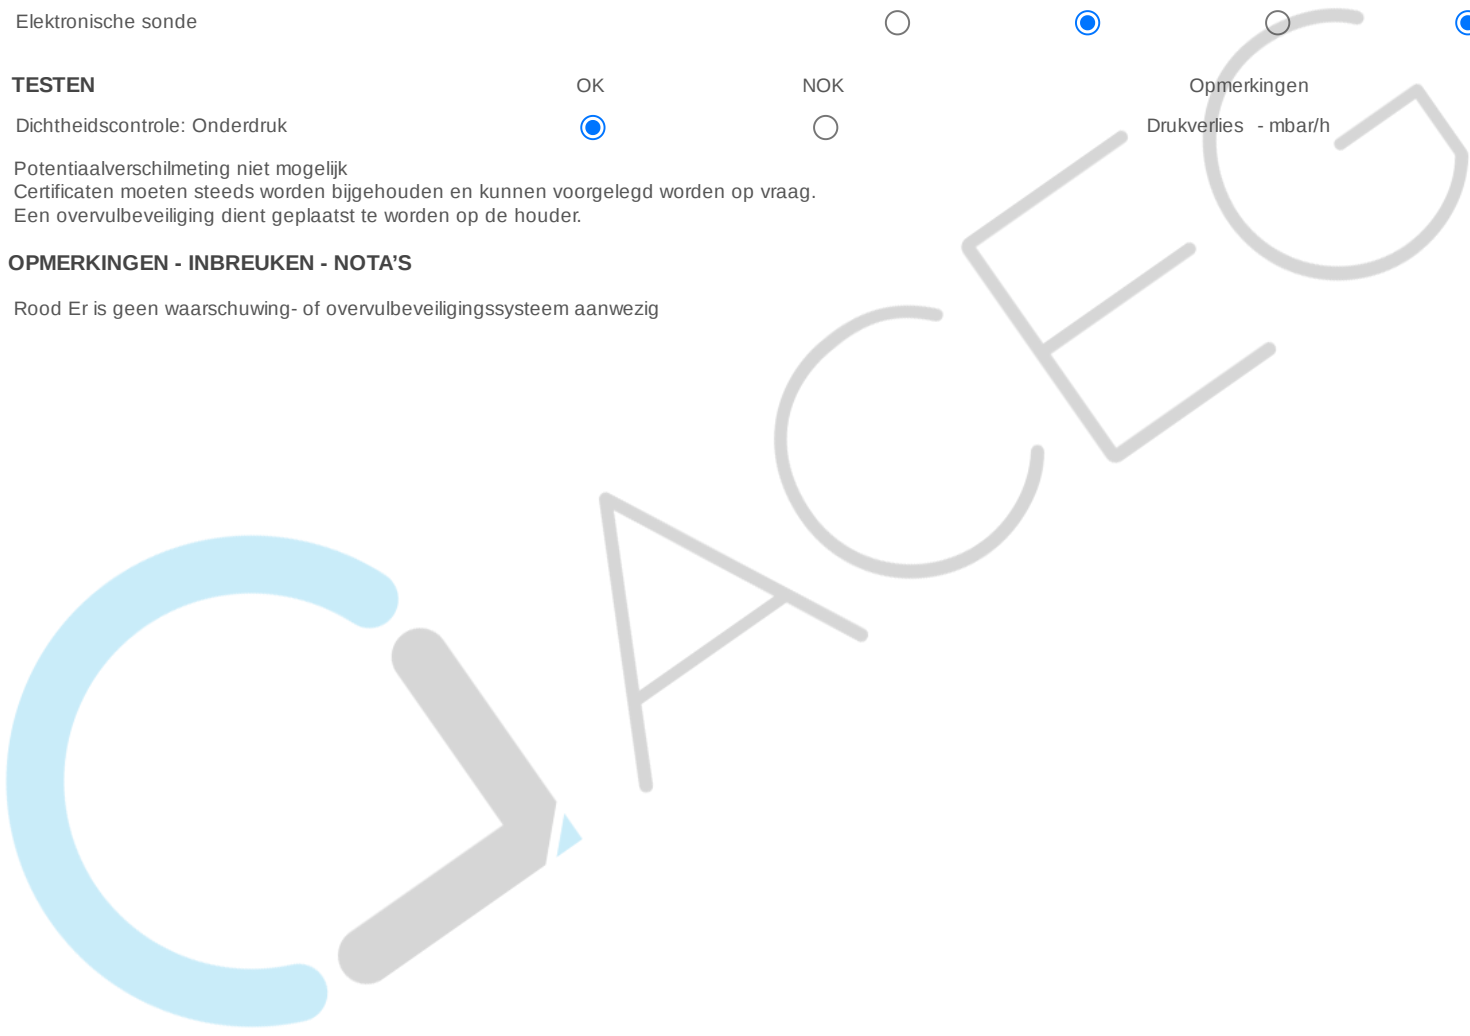 Elektronische sonde
TESTEN OK NOK Opmerkingen
Dichtheidscontrole: Onderdruk Drukverlies - mbar/h
Potentiaalverschilmeting niet mogelijk
Certificaten moeten steeds worden bijgehouden en kunnen voorgelegd worden op vraag.
Een overvulbeveiliging dient geplaatst te worden op de houder.
OPMERKINGEN - INBREUKEN - NOTA'S
Rood Er is geen waarschuwing- of overvulbeveiligingssysteem aanwezig
ACEG